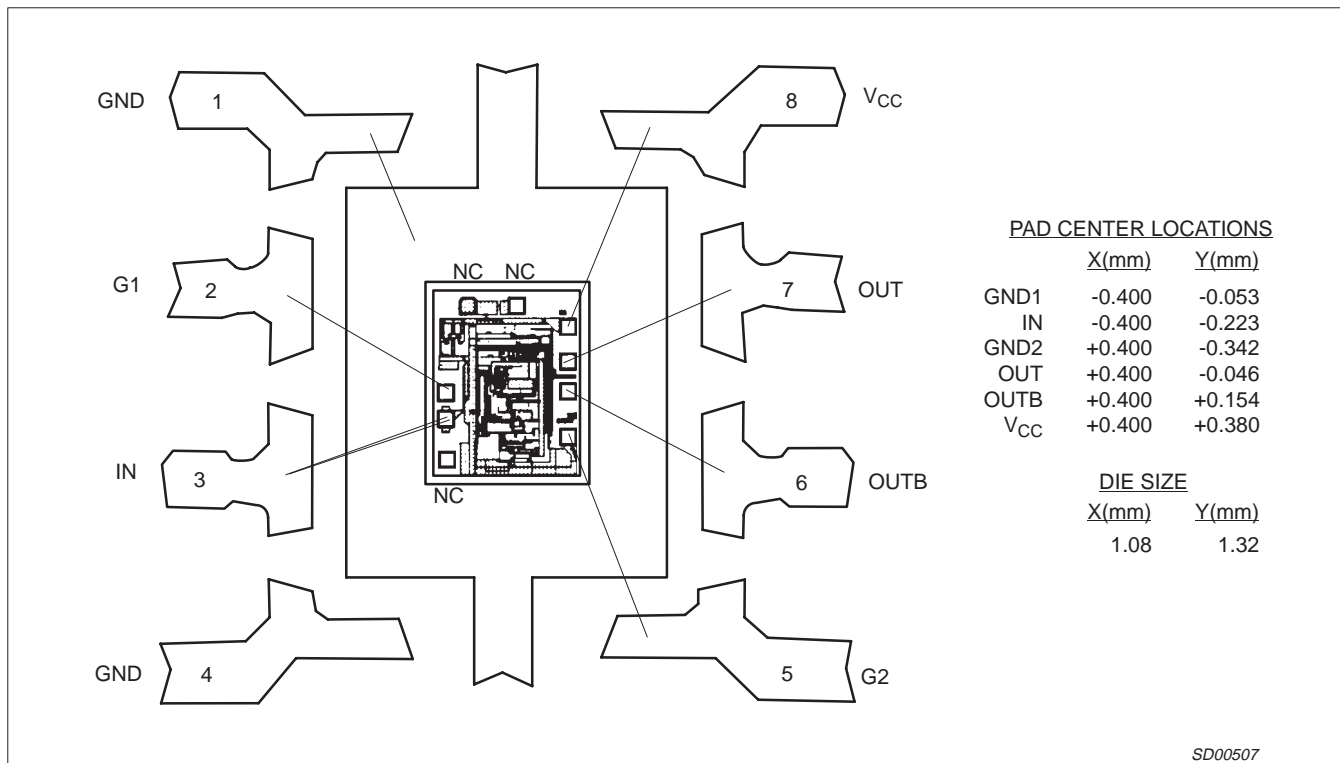 GND 1
8 VCC
G1 2
7 OUT
NC NC
IN 3
6 OUTB
NC
GND 4
5 G2
PAD CENTER LOCATIONS
X(mm) Y(mm)
GND1 -0.400 -0.053
IN -0.400 -0.223
GND2 +0.400 -0.342
OUT +0.400 -0.046
OUTB +0.400 +0.154
VCC +0.400 +0.380
DIE SIZE
X(mm) Y(mm)
1.08 1.32
SD00507